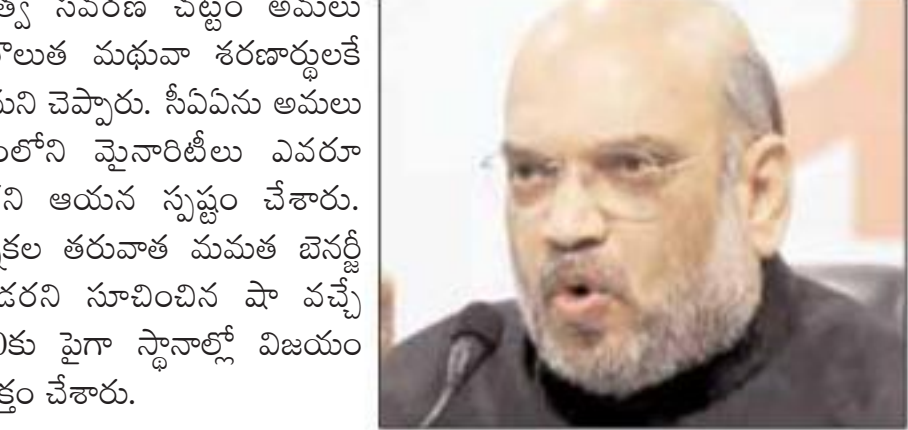 త్వ సవరణ చట్టం అమలు
లుత మథువా శరణార్థులకే
చెప్పారు. సీఏఏను అమలు
లోని మైనారిటీలు ఎవరూ
ని ఆయన స్పష్టం చేశారు.
కల తరువాత మమత బెనర్జీ
డరని సూచించిన షా వచ్చే
కు పైగా స్థానాల్లో విజయం
చేశారు.